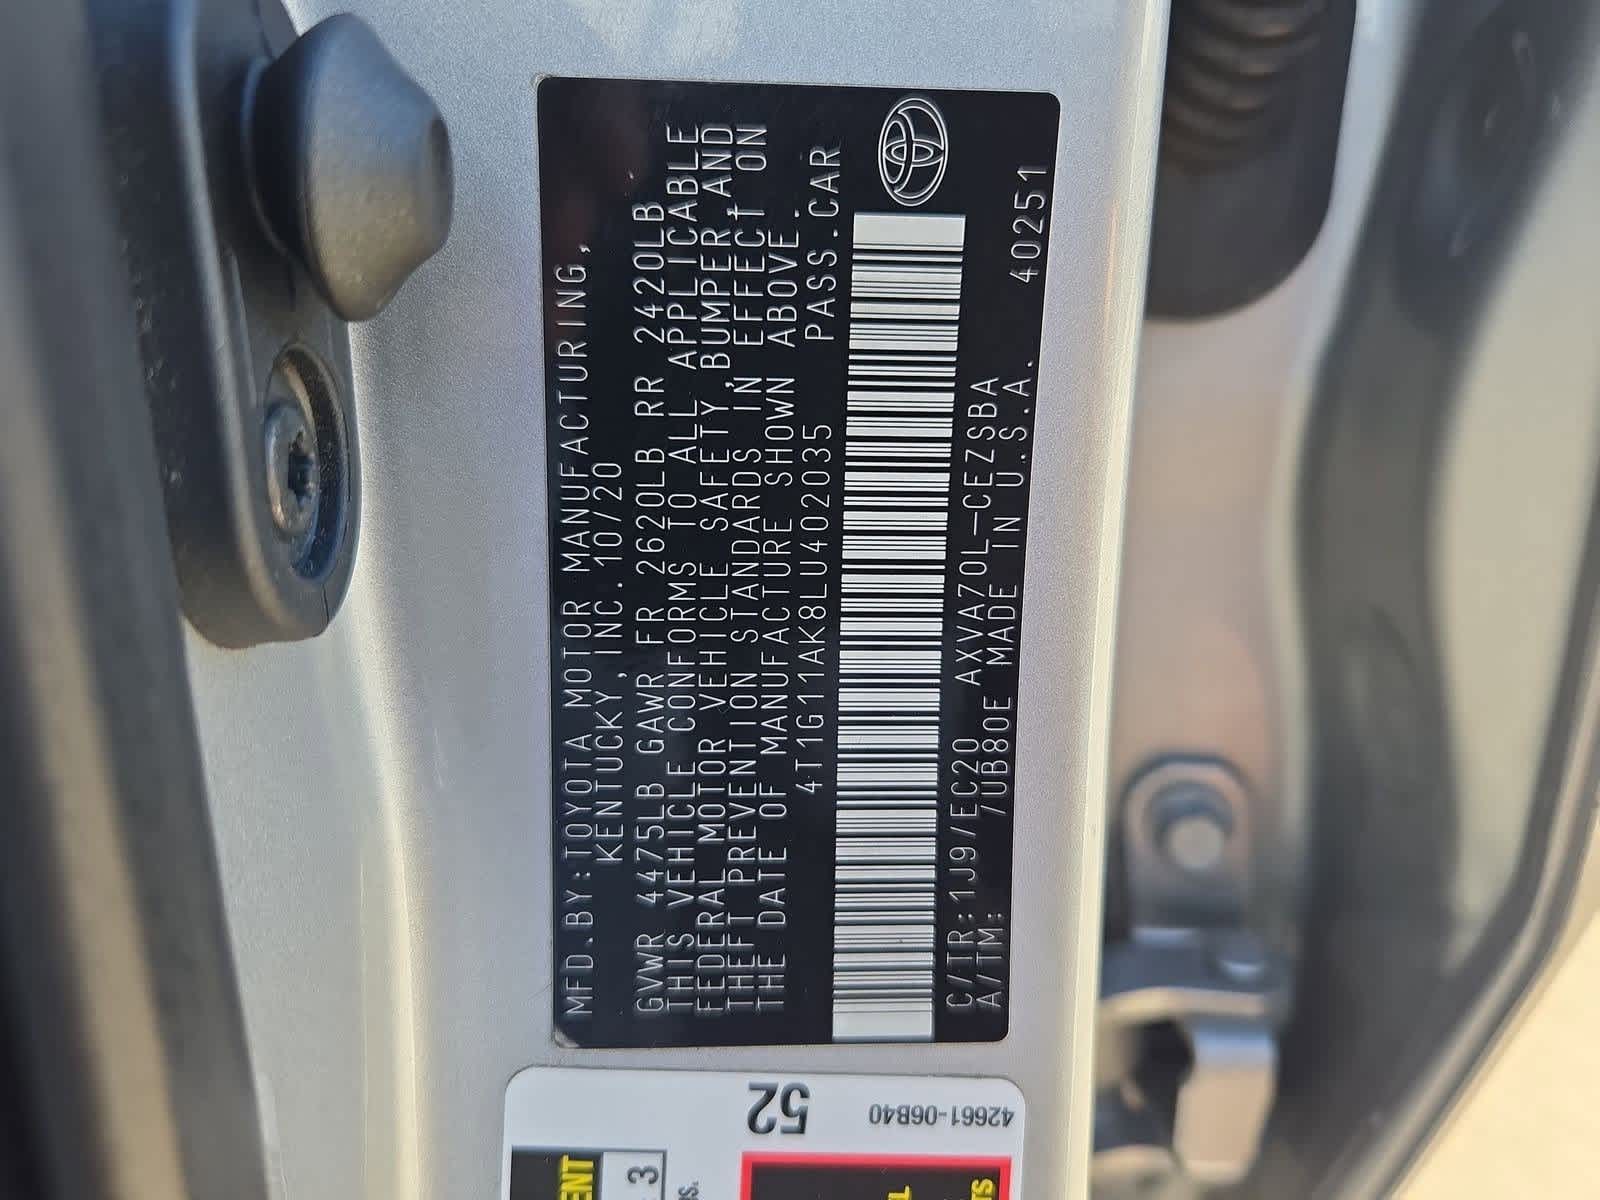 MFD.BY:TOYOTA MOTOR MANUFACTURING,
KENTUCKY, INC. 10/20
GVWR 4475LB GAWR FR 2620LB RR 2420LB
THIS VEHICLE CONFORMS TO ALL APPLICABLE
FEDERAL MOTOR VEHICLE SAFETY, BUMPER, AND
THEFT PREVENTION STANDARDS IN EFFECT ON
THE DATE OF MANUFACTURE SHOWN ABOVE.
4T1G11AK8LU402035 PASS.CAR
C/TR:1J9/EC20 AXVA70L-CEZSBA
A/TM: /UB80E MADE IN U.S.A. 40251
52
42661-06B40